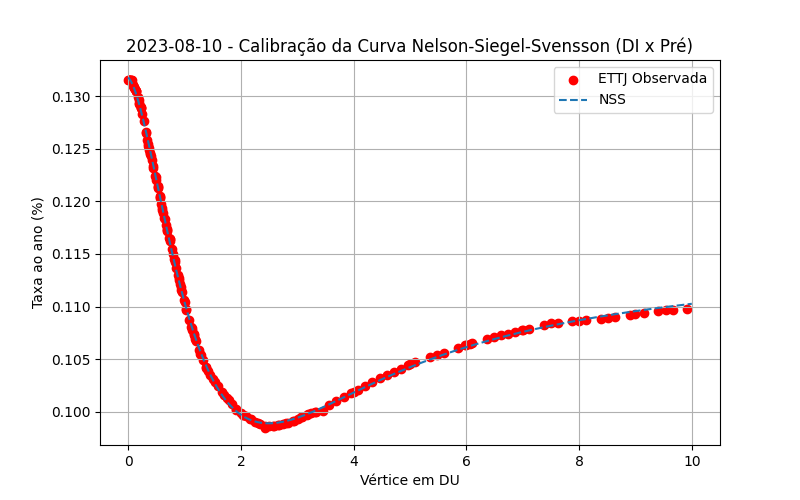 2023-08-10 - Calibração da Curva Nelson-Siegel-Svensson (DI x Pré)
ETTJ Observada
NSS
Taxa ao ano (%)
0.130
0.125
0.120
0.115
0.110
0.105
0.100
0 2 4 6 8 10
Vértice em DU